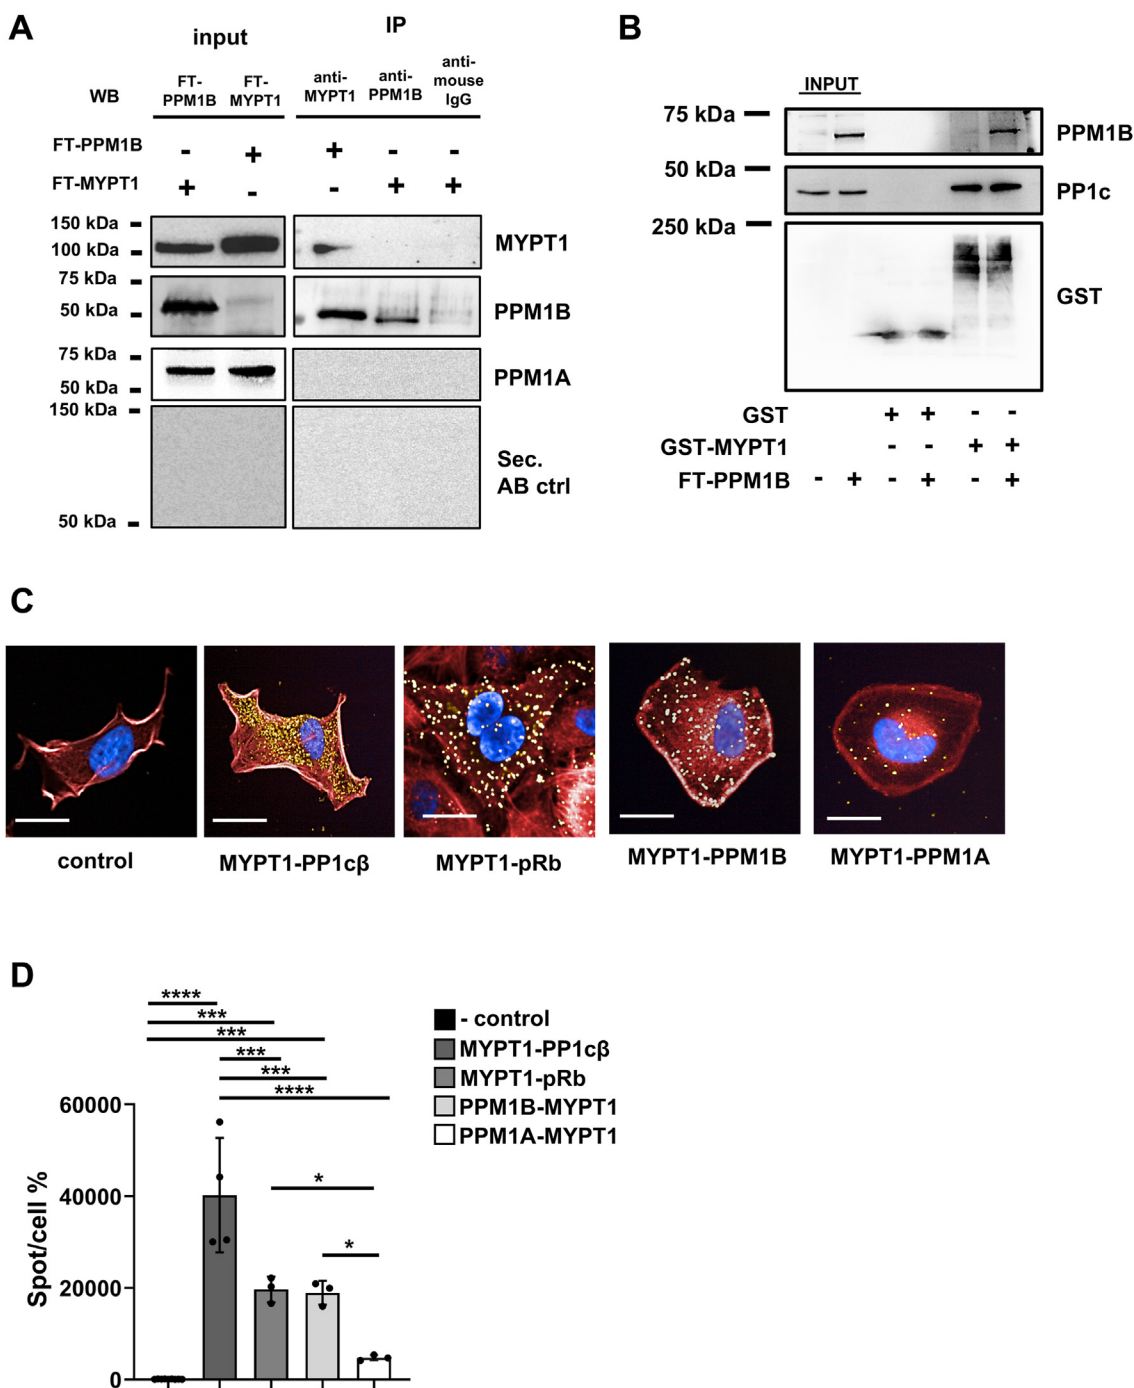 A
input
IP
WB
FT-
PPM1B
FT-
MYPT1
anti-
MYPT1
anti-
PPM1B
anti-
mouse
IgG
FT-PPM1B - + + - -
FT-MYPT1 + - - + +
150 kDa
100 kDa
MYPT1
75 kDa
50 kDa
PPM1B
75 kDa
50 kDa
PPM1A
150 kDa
Sec.
AB ctrl
50 kDa
B
INPUT
75 kDa
PPM1B
50 kDa
PP1c
250 kDa
GST
GST + + - -
GST-MYPT1 - - + +
FT-PPM1B - + - + - +
C
control
MYPT1-PP1cβ
MYPT1-pRb
MYPT1-PPM1B
MYPT1-PPM1A
D
****
***
***
***
***
****
*
*
- control
MYPT1-PP1cβ
MYPT1-pRb
PPM1B-MYPT1
PPM1A-MYPT1
Spot/cell %
60000
40000
20000
0